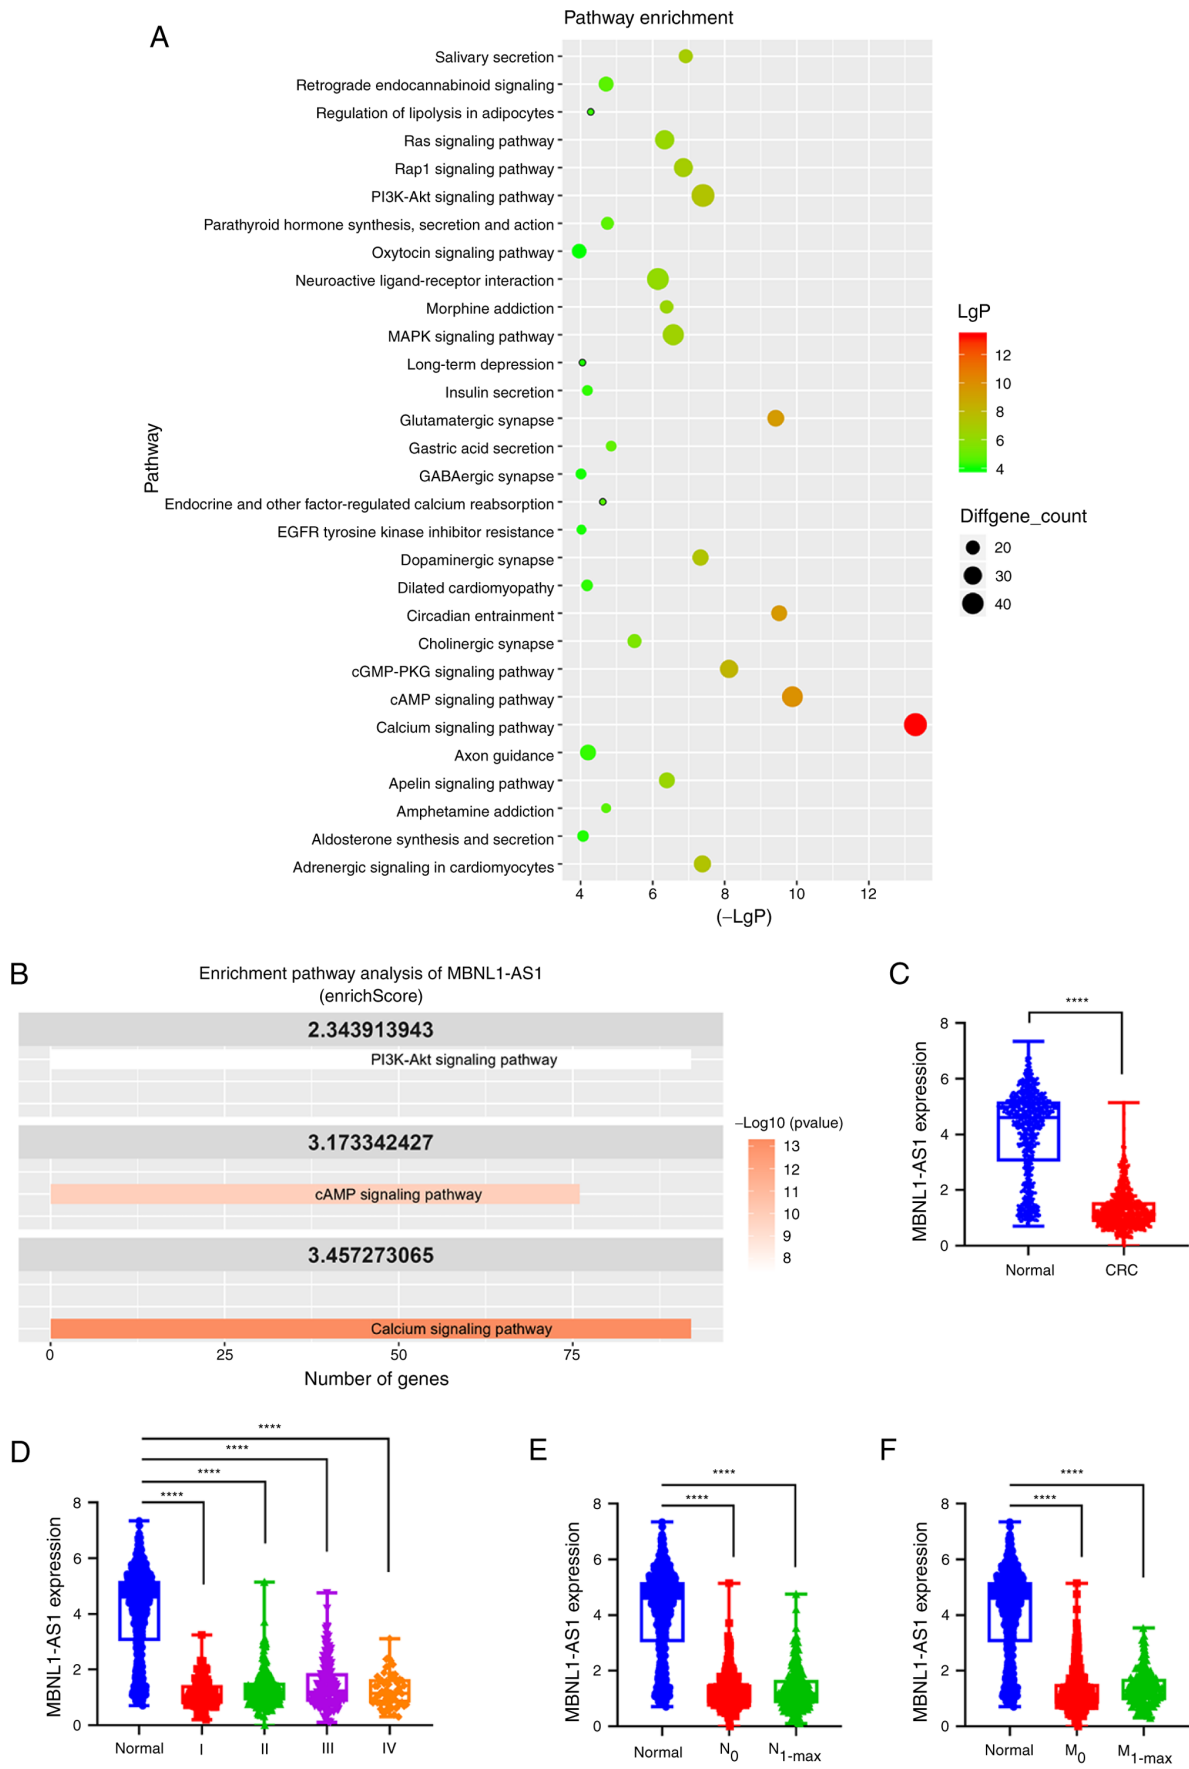 A
Pathway enrichment
Salivary secretion
Retrograde endocannabinoid signaling
Regulation of lipolysis in adipocytes
Ras signaling pathway
Rap1 signaling pathway
PI3K-Akt signaling pathway
Parathyroid hormone synthesis, secretion and action
Oxytocin signaling pathway
Neuroactive ligand-receptor interaction
Morphine addiction
MAPK signaling pathway
Long-term depression
Insulin secretion
Glutamatergic synapse
Gastric acid secretion
GABAergic synapse
Endocrine and other factor-regulated calcium reabsorption
EGFR tyrosine kinase inhibitor resistance
Dopaminergic synapse
Dilated cardiomyopathy
Circadian entrainment
Cholinergic synapse
cGMP-PKG signaling pathway
cAMP signaling pathway
Calcium signaling pathway
Axon guidance
Apelin signaling pathway
Amphetamine addiction
Aldosterone synthesis and secretion
Adrenergic signaling in cardiomyocytes
Pathway
4 6 8 10 12
(−LgP)
LgP
12
10
8
6
4
Diffgene_count
20
30
40
B
Enrichment pathway analysis of MBNL1-AS1
(enrichScore)
2.343913943
PI3K-Akt signaling pathway
3.173342427
cAMP signaling pathway
3.457273065
Calcium signaling pathway
0 25 50 75
Number of genes
−Log10 (pvalue)
13
12
11
10
9
8
C
****
MBNL1-AS1 expression
8
6
4
2
0
Normal CRC
D
****
****
****
****
MBNL1-AS1 expression
8
6
4
2
0
Normal I II III IV
E
****
****
MBNL1-AS1 expression
8
6
4
2
0
Normal N0 N1-max
F
****
****
MBNL1-AS1 expression
8
6
4
2
0
Normal M0 M1-max